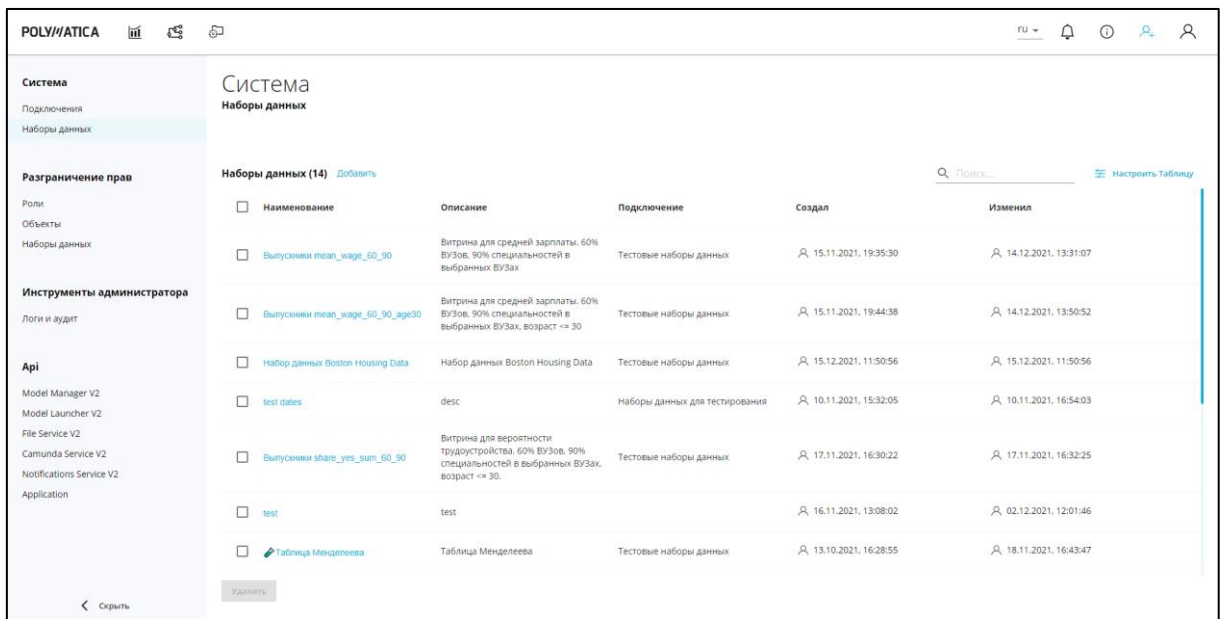 POLYMATICA
ru
Система
Подключения
Наборы данных
Разграничение прав
Роли
Объекты
Наборы данных
Инструменты администратора
Логи и аудит
Api
Model Manager V2
Model Launcher V2
File Service V2
Camunda Service V2
Notifications Service V2
Application
Скрыть
Система
Наборы данных
Наборы данных (14) Добавить
Поиск...
Настроить Таблицу
Наименование Описание Подключение Создал Изменил
Выпускники mean_wage_60_90
Витрина для средней зарплаты. 60%
ВУЗов. 90% специальностей в
выбранных ВУЗах
Тестовые наборы данных
15.11.2021, 19:35:30
14.12.2021, 13:31:07
Выпускники mean_wage_60_90_age30
Витрина для средней зарплаты. 60%
ВУЗов. 90% специальностей в
выбранных ВУЗах, возраст <= 30
Тестовые наборы данных
15.11.2021, 19:44:38
14.12.2021, 13:50:52
Набор данных Boston Housing Data
Набор данных Boston Housing Data
Тестовые наборы данных
15.12.2021, 11:50:56
15.12.2021, 11:50:56
test dates
desc
Наборы данных для тестирования
10.11.2021, 15:32:05
10.11.2021, 16:54:03
Выпускники share_yes_sum_60_90
Витрина для вероятности
трудоустройства. 60% ВУЗов. 90%
специальностей в выбранных ВУЗах,
возраст <= 30.
Тестовые наборы данных
17.11.2021, 16:30:22
17.11.2021, 16:32:25
test
test
16.11.2021, 13:08:02
02.12.2021, 12:01:46
Таблица Менделеева
Таблица Менделеева
Тестовые наборы данных
13.10.2021, 16:28:55
18.11.2021, 16:43:47
Удалить